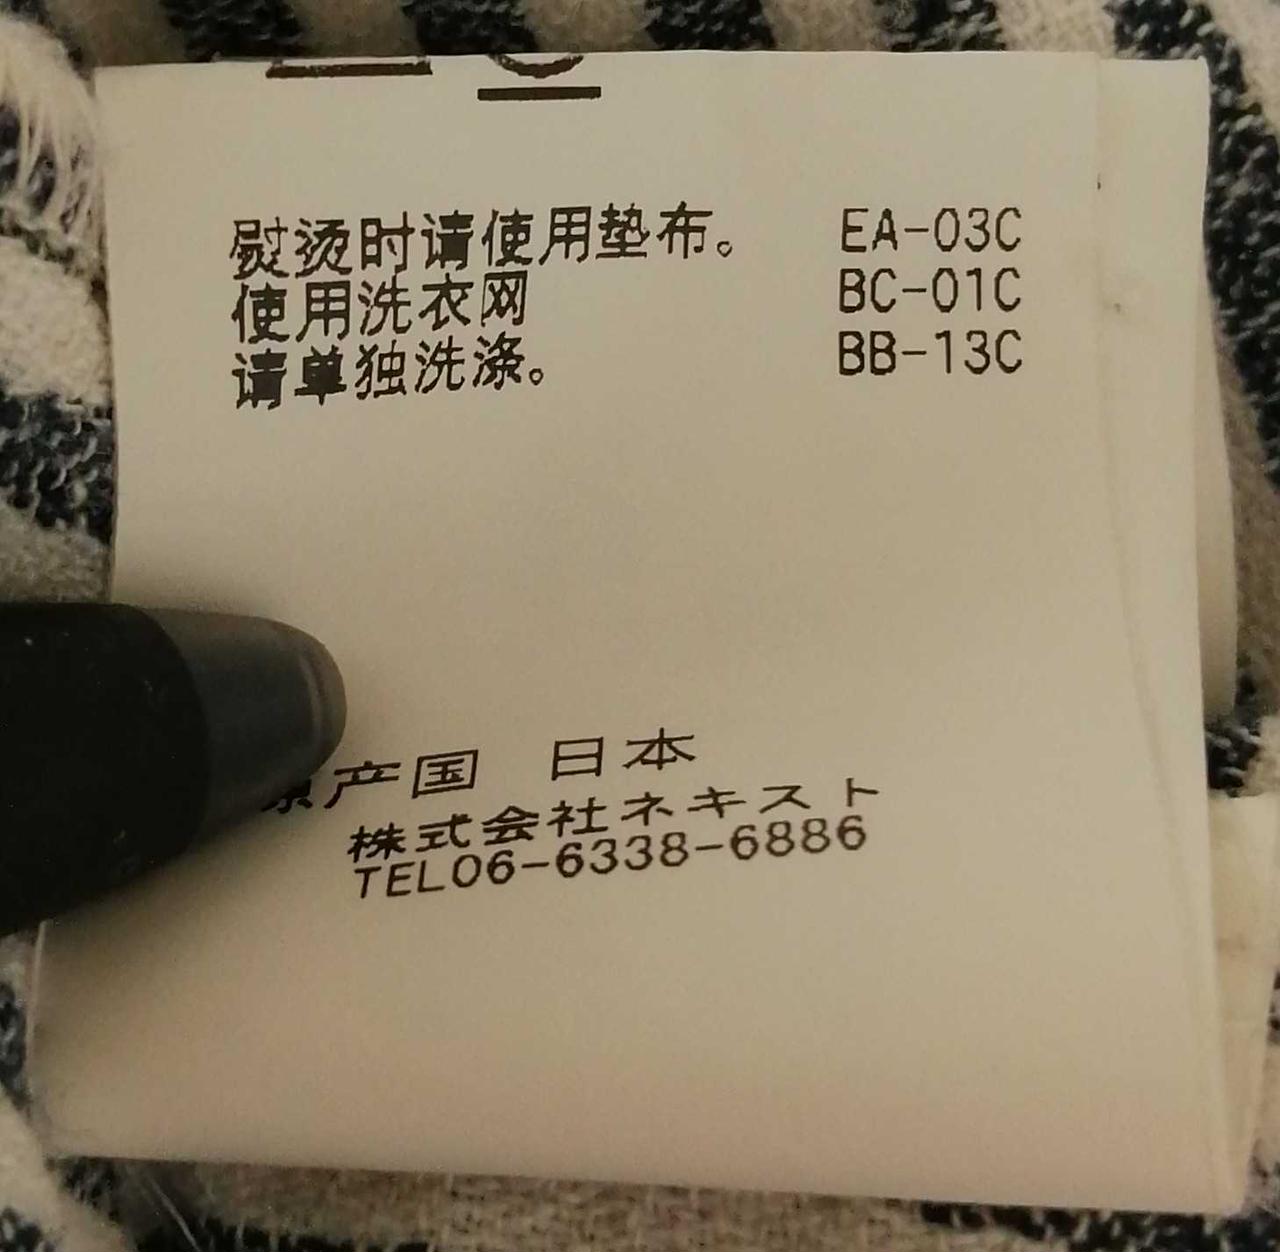 熨烫时请使用垫布。 EA-03C
使用洗衣网 BC-01C
请单独洗涤。 BB-13C
原产国 日本
株式会社ネキスト
TEL06-6338-6886